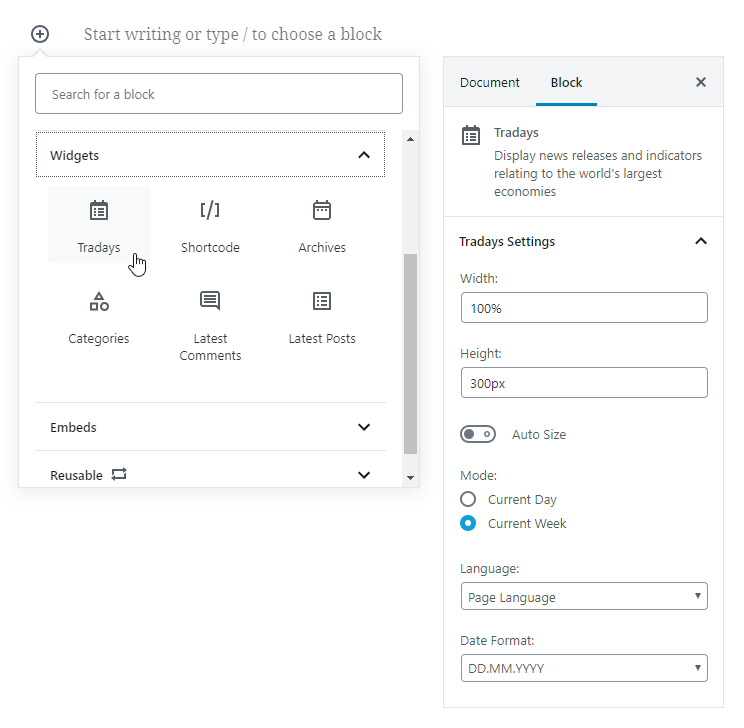 Start writing or type / to choose a block
Search for a block
Widgets
Tradays
Shortcode
Archives
Categories
Latest
Comments
Latest Posts
Embeds
Reusable
Document
Block
Tradays
Display news releases and indicators
relating to the world's largest
economies
Tradays Settings
Width:
100%
Height:
300px
Auto Size
Mode:
Current Day
Current Week
Language:
Page Language
Date Format:
DD.MM.YYYY